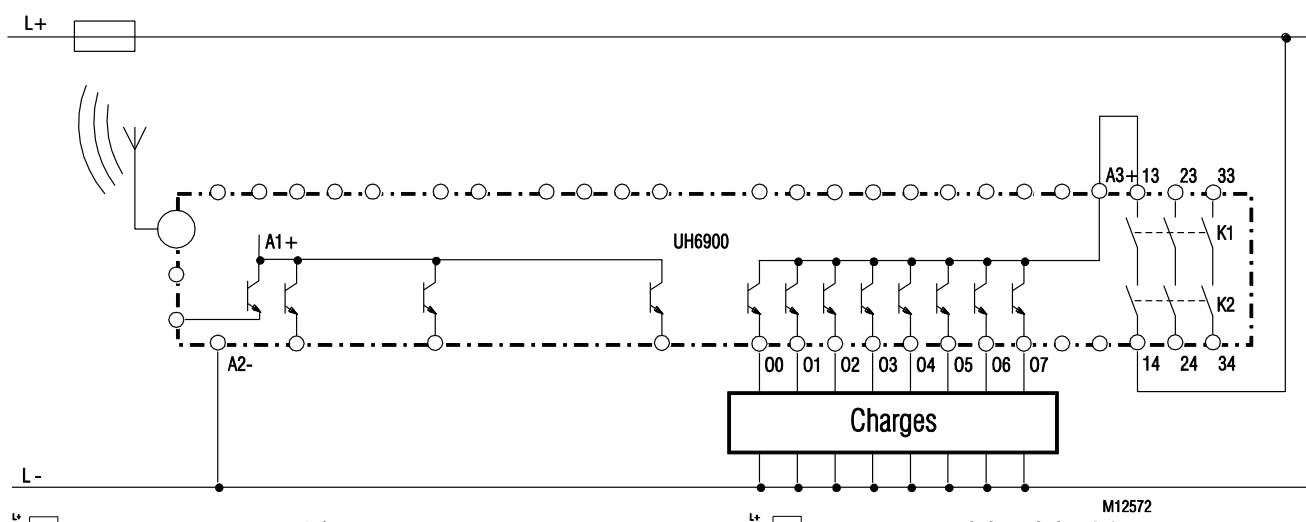 L+
A3+ 13 23 33
A1+ UH6900 K1
K2
A2- 00 01 02 03 04 05 06 07 14 24 34
Charges
L-
M12572
L+ L+